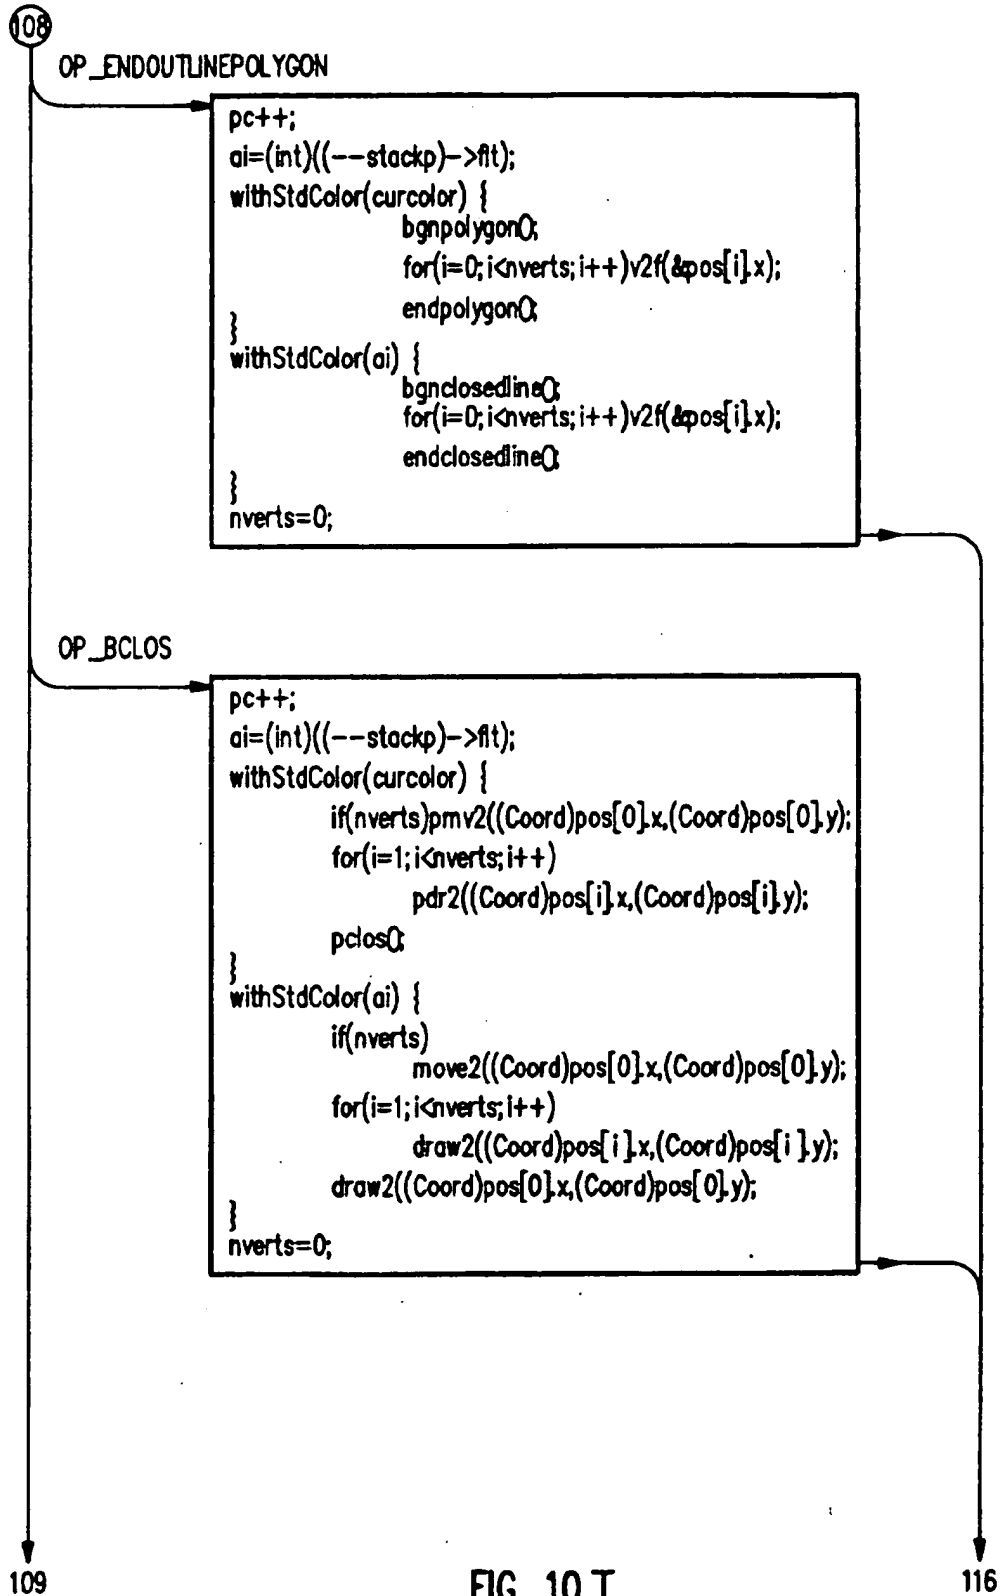 108
OP_ENDOUTLINEPOLYGON
pc++;
ai=(int)((--stackp)->flt);
withStdColor(curcolor) {
bgnpolygon();
for(i=0;i<nverts;i++)v2f(&pos[i].x);
endpolygon();
}
withStdColor(ai) {
bgnclosedline();
for(i=0;i<nverts;i++)v2f(&pos[i].x);
endclosedline();
}
nverts=0;
OP_BCLOS
pc++;
ai=(int)((--stackp)->flt);
withStdColor(curcolor) {
if(nverts)pmv2((Coord)pos[0].x,(Coord)pos[0].y);
for(i=1;i<nverts;i++)
pdr2((Coord)pos[i].x,(Coord)pos[i].y);
pclos();
}
withStdColor(ai) {
if(nverts)
move2((Coord)pos[0].x,(Coord)pos[0].y);
for(i=1;i<nverts;i++)
draw2((Coord)pos[i].x,(Coord)pos[i].y);
draw2((Coord)pos[0].x,(Coord)pos[0].y);
}
nverts=0;
109
FIG. 10 T
116